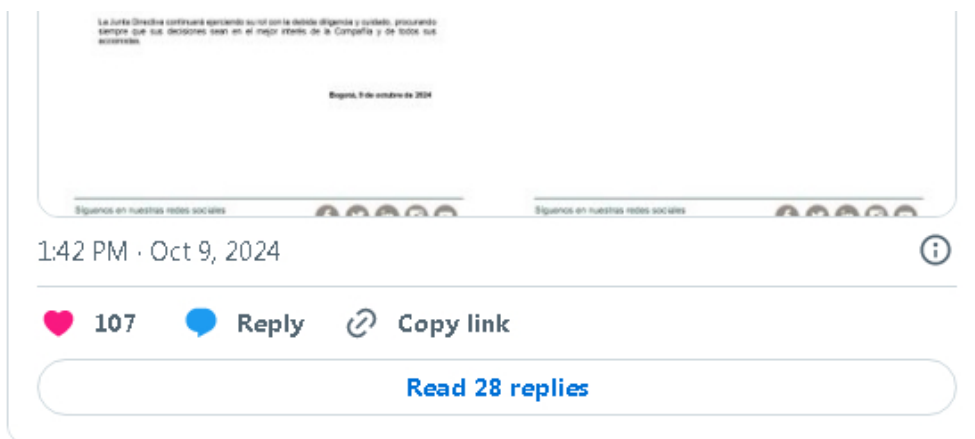 La Junta Directiva continuará ejerciendo su rol con la debida diligencia y cuidado, procurando
siempre que sus decisiones sean en el mejor interés de la Compañía y de todos sus
accionistas.
Bogotá, 9 de octubre de 2024
Síguenos en nuestras redes sociales
Síguenos en nuestras redes sociales
1:42 PM · Oct 9, 2024
107 Reply Copy link
Read 28 replies